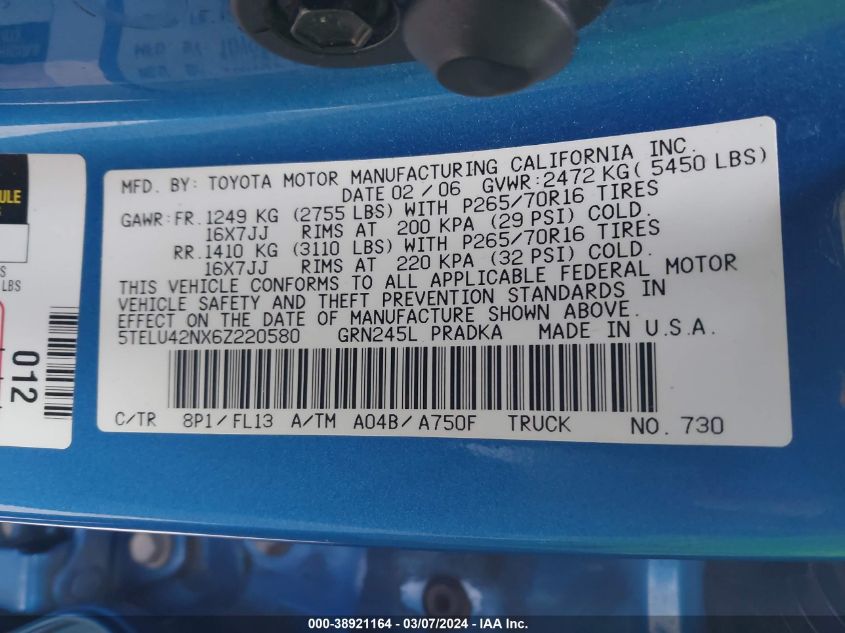 MFD. BY: TOYOTA MOTOR MANUFACTURING CALIFORNIA INC.
DATE 02 / 06 GVWR:2472 KG( 5450 LBS)
GAWR:FR. 1249 KG (2755 LBS) WITH P265/70R16 TIRES
16X7JJ RIMS AT 200 KPA (29 PSI) COLD.
RR. 1410 KG (3110 LBS) WITH P265/70R16 TIRES
16X7JJ RIMS AT 220 KPA (32 PSI) COLD.
THIS VEHICLE CONFORMS TO ALL APPLICABLE FEDERAL MOTOR
VEHICLE SAFETY AND THEFT PREVENTION STANDARDS IN
EFFECT ON THE DATE OF MANUFACTURE SHOWN ABOVE.
5TELU42NX6Z220580 GRN245L PRADKA MADE IN U.S.A.
C/TR 8P1/FL13 A/TM A04B/A750F TRUCK NO. 730
LBS
012
000-38921164 - 03/07/2024 - IAA Inc.